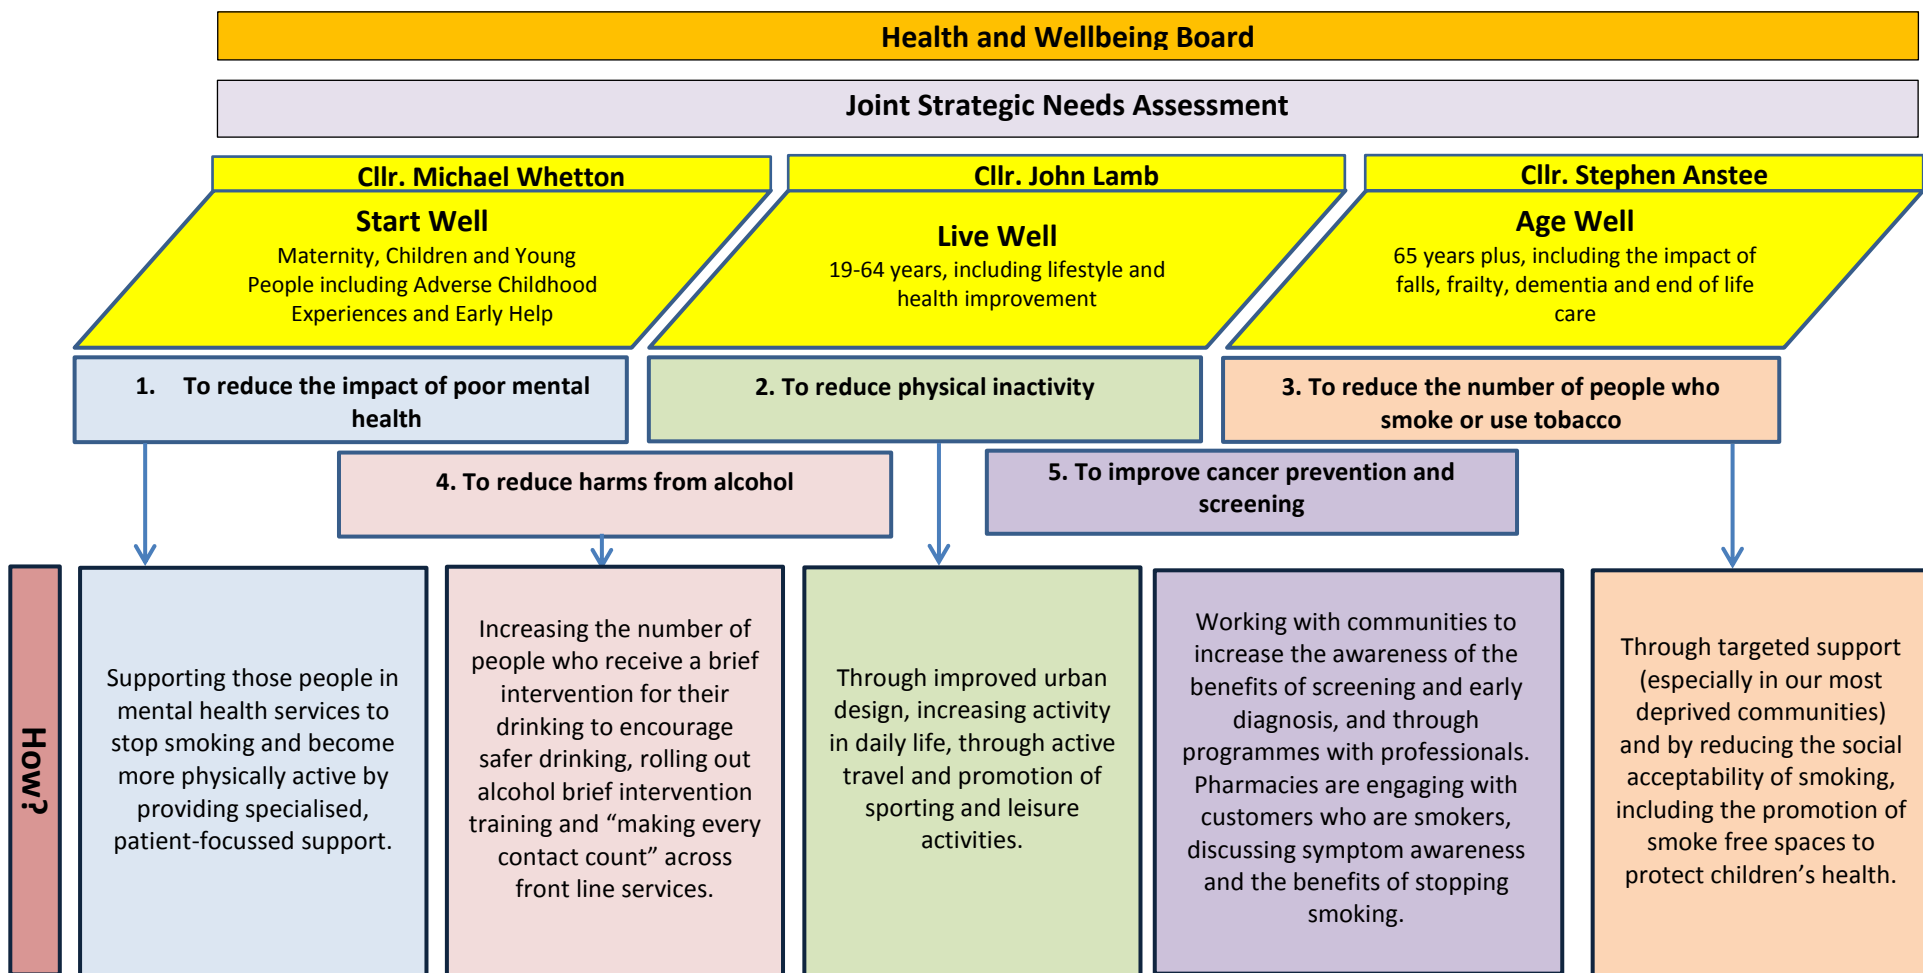 Health and Wellbeing Board
Joint Strategic Needs Assessment
Cllr. Michael Whetton
Start Well
Maternity, Children and Young
People including Adverse Childhood
Experiences and Early Help
Cllr. John Lamb
Live Well
19-64 years, including lifestyle and
health improvement
Cllr. Stephen Anstee
Age Well
65 years plus, including the impact of
falls, frailty, dementia and end of life
care
1. To reduce the impact of poor mental
health
2. To reduce physical inactivity
3. To reduce the number of people who
smoke or use tobacco
4. To reduce harms from alcohol
5. To improve cancer prevention and
screening
How?
Supporting those people in
mental health services to
stop smoking and become
more physically active by
providing specialised,
patient-focussed support.
Increasing the number of
people who receive a brief
intervention for their
drinking to encourage
safer drinking, rolling out
alcohol brief intervention
training and “making every
contact count” across
front line services.
Through improved urban
design, increasing activity
in daily life, through active
travel and promotion of
sporting and leisure
activities.
Working with communities to
increase the awareness of the
benefits of screening and early
diagnosis, and through
programmes with professionals.
Pharmacies are engaging with
customers who are smokers,
discussing symptom awareness
and the benefits of stopping
smoking.
Through targeted support
(especially in our most
deprived communities)
and by reducing the social
acceptability of smoking,
including the promotion of
smoke free spaces to
protect children’s health.